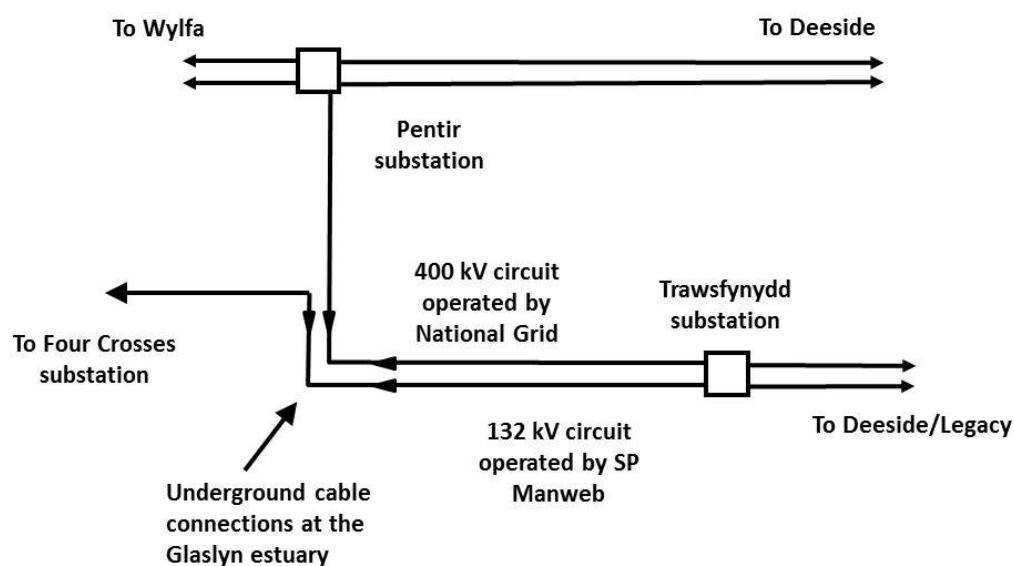 To Wylfa
To Deeside
Pentir
substation
400 kV circuit
operated by
National Grid
Trawsfynydd
substation
To Four Crosses
substation
To Deeside/Legacy
132 kV circuit
operated by SP
Manweb
Underground cable
connections at the
Glaslyn estuary